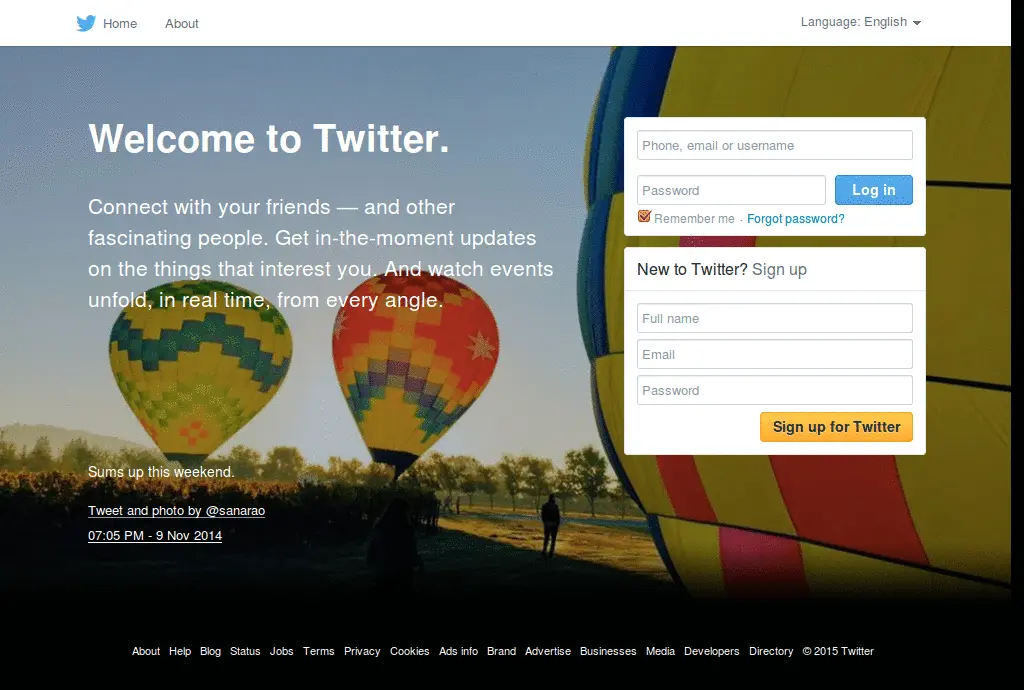 Home About Language: English
Welcome to Twitter.
Connect with your friends — and other
fascinating people. Get in-the-moment updates
on the things that interest you. And watch events
unfold, in real time, from every angle.
Phone, email or username
Password Log in
Remember me · Forgot password?
New to Twitter? Sign up
Full name
Email
Password
Sign up for Twitter
Sums up this weekend.
Tweet and photo by @sanarao
07:05 PM - 9 Nov 2014
About Help Blog Status Jobs Terms Privacy Cookies Ads info Brand Advertise Businesses Media Developers Directory © 2015 Twitter